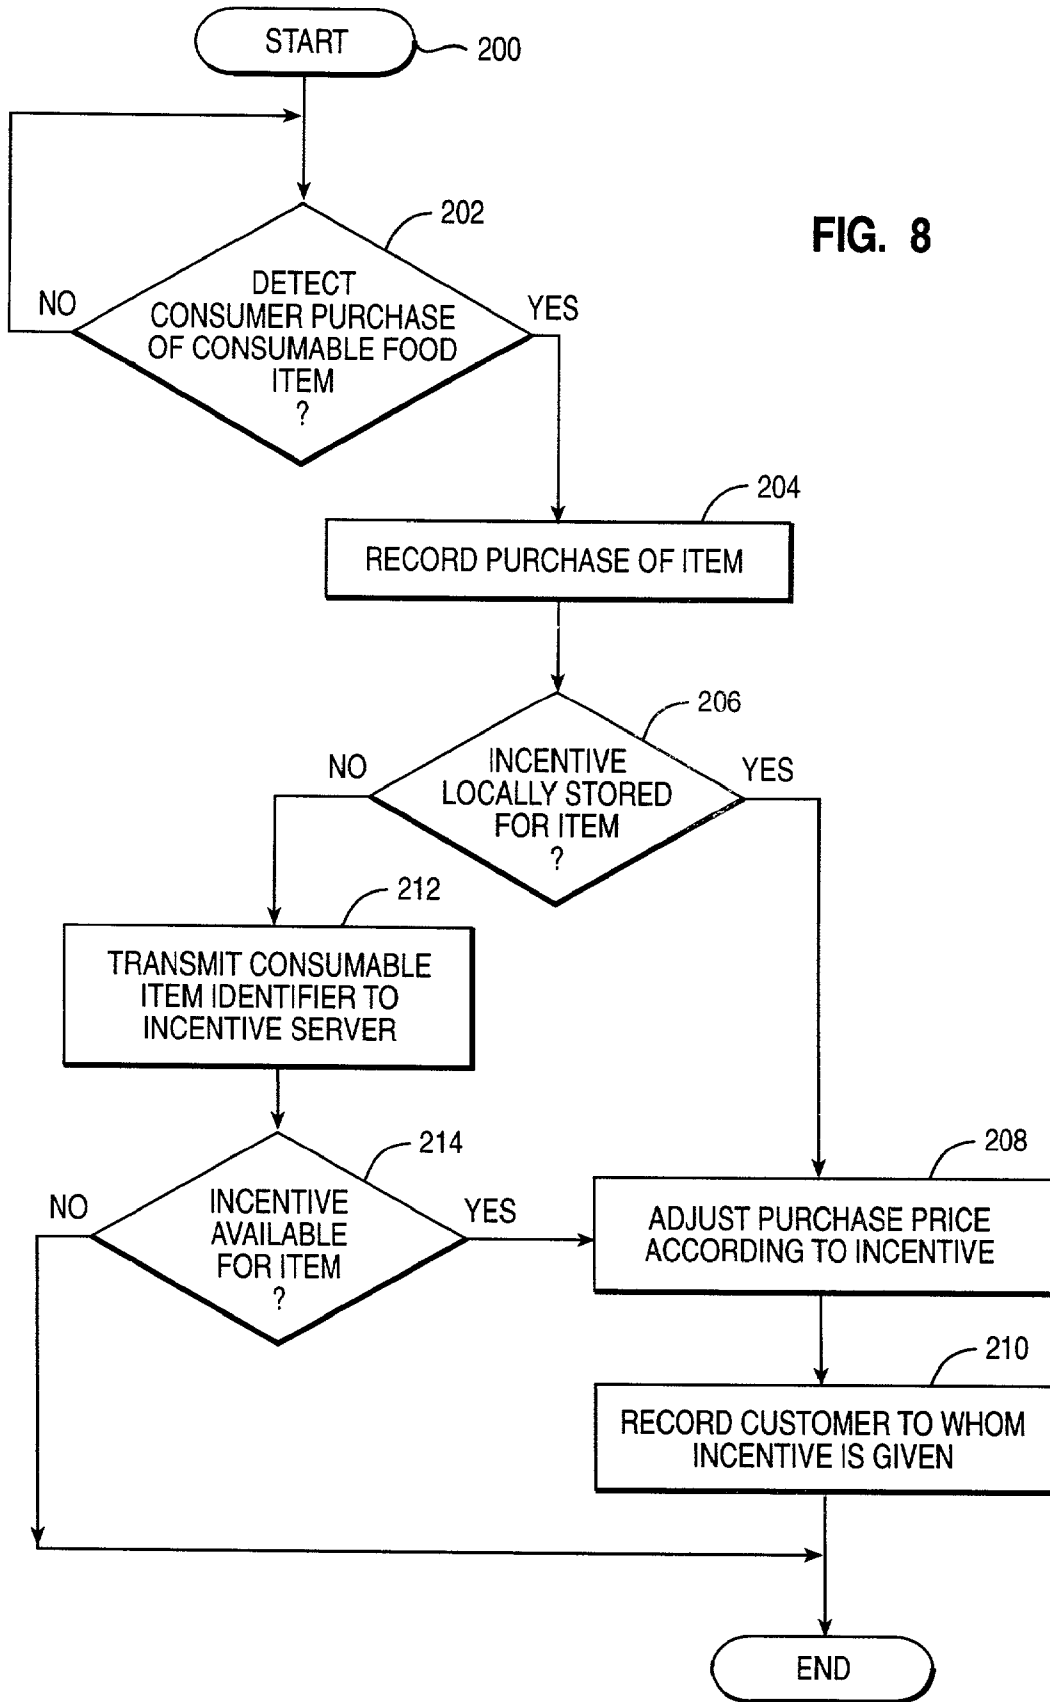 START
200
FIG. 8
202
DETECT
CONSUMER PURCHASE
OF CONSUMABLE FOOD
ITEM
?
NO
YES
204
RECORD PURCHASE OF ITEM
206
INCENTIVE
LOCALLY STORED
FOR ITEM
?
NO
YES
212
TRANSMIT CONSUMABLE
ITEM IDENTIFIER TO
INCENTIVE SERVER
214
INCENTIVE
AVAILABLE
FOR ITEM
?
NO
YES
208
ADJUST PURCHASE PRICE
ACCORDING TO INCENTIVE
210
RECORD CUSTOMER TO WHOM
INCENTIVE IS GIVEN
END